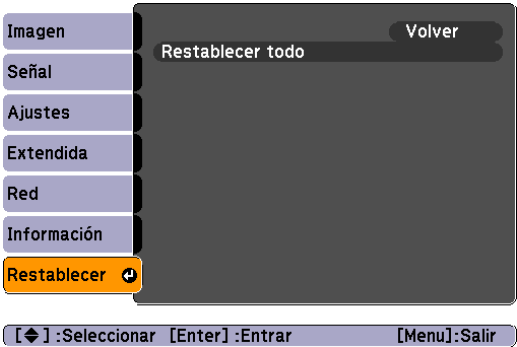 Imagen
Señal
Ajustes
Extendida
Red
Información
Restablecer
Volver
Restablecer todo
[◆] :Seleccionar [Enter] :Entrar [Menu]:Salir